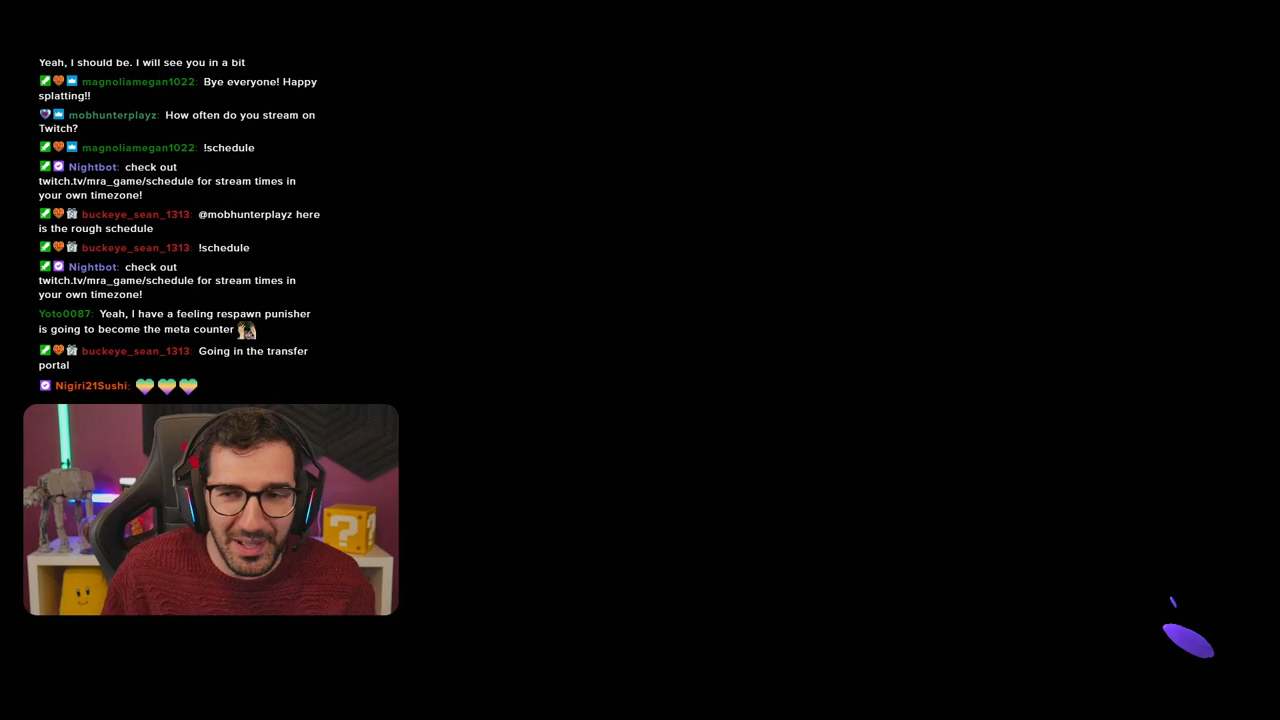 Yeah, I should be. I will see you in a bit
magnoliamegan1022: Bye everyone! Happy
splatting!!
mobhunterplayz: How often do you stream on
Twitch?
magnoliamegan1022: !schedule
Nightbot: check out
twitch.tv/mra_game/schedule for stream times in
your own timezone!
buckeye_sean_1313: @mobhunterplayz here
is the rough schedule
buckeye_sean_1313: !schedule
Nightbot: check out
twitch.tv/mra_game/schedule for stream times in
your own timezone!
Yoto0087: Yeah, I have a feeling respawn punisher
is going to become the meta counter
buckeye_sean_1313: Going in the transfer
portal
Nigiri21Sushi:
?
?